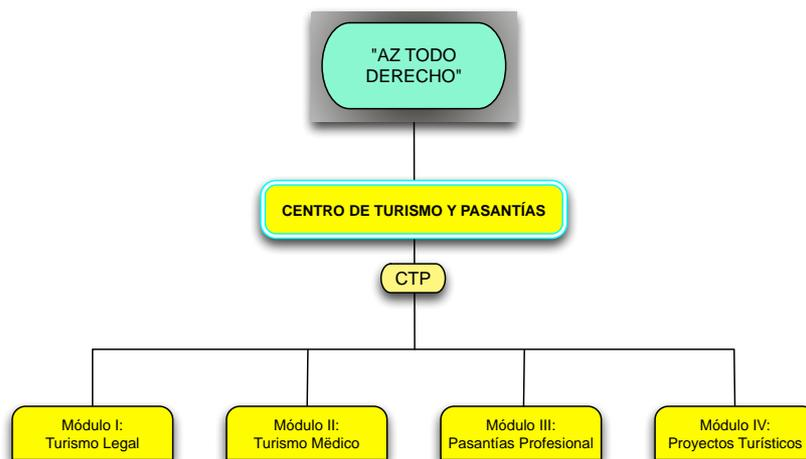 "AZ TODO
DERECHO"
CENTRO DE TURISMO Y PASANTÍAS
CTP
Módulo I:
Turismo Legal
Módulo II:
Turismo Mëdico
Módulo III:
Pasantías Profesional
Módulo IV:
Proyectos Turísticos